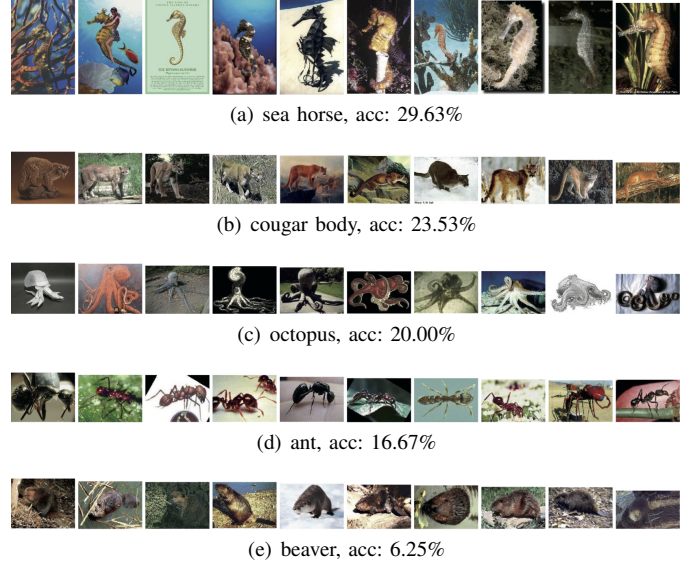 (a) sea horse, acc: 29.63%
(b) cougar body, acc: 23.53%
(c) octopus, acc: 20.00%
(d) ant, acc: 16.67%
(e) beaver, acc: 6.25%